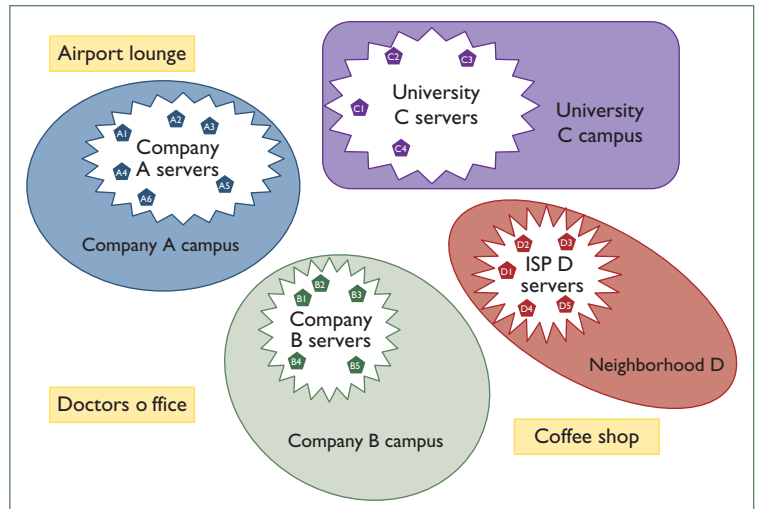 Airport lounge
C2
C3
University
C servers
C1
C4
University
C campus
A1
A2
A3
Company
A servers
A4
A5
A6
Company A campus
D2
D3
D1
ISP D
servers
D4
D5
Neighborhood D
B1
B2
B3
Company
B servers
B4
B5
Company B campus
Doctors o ffice
Coffee shop